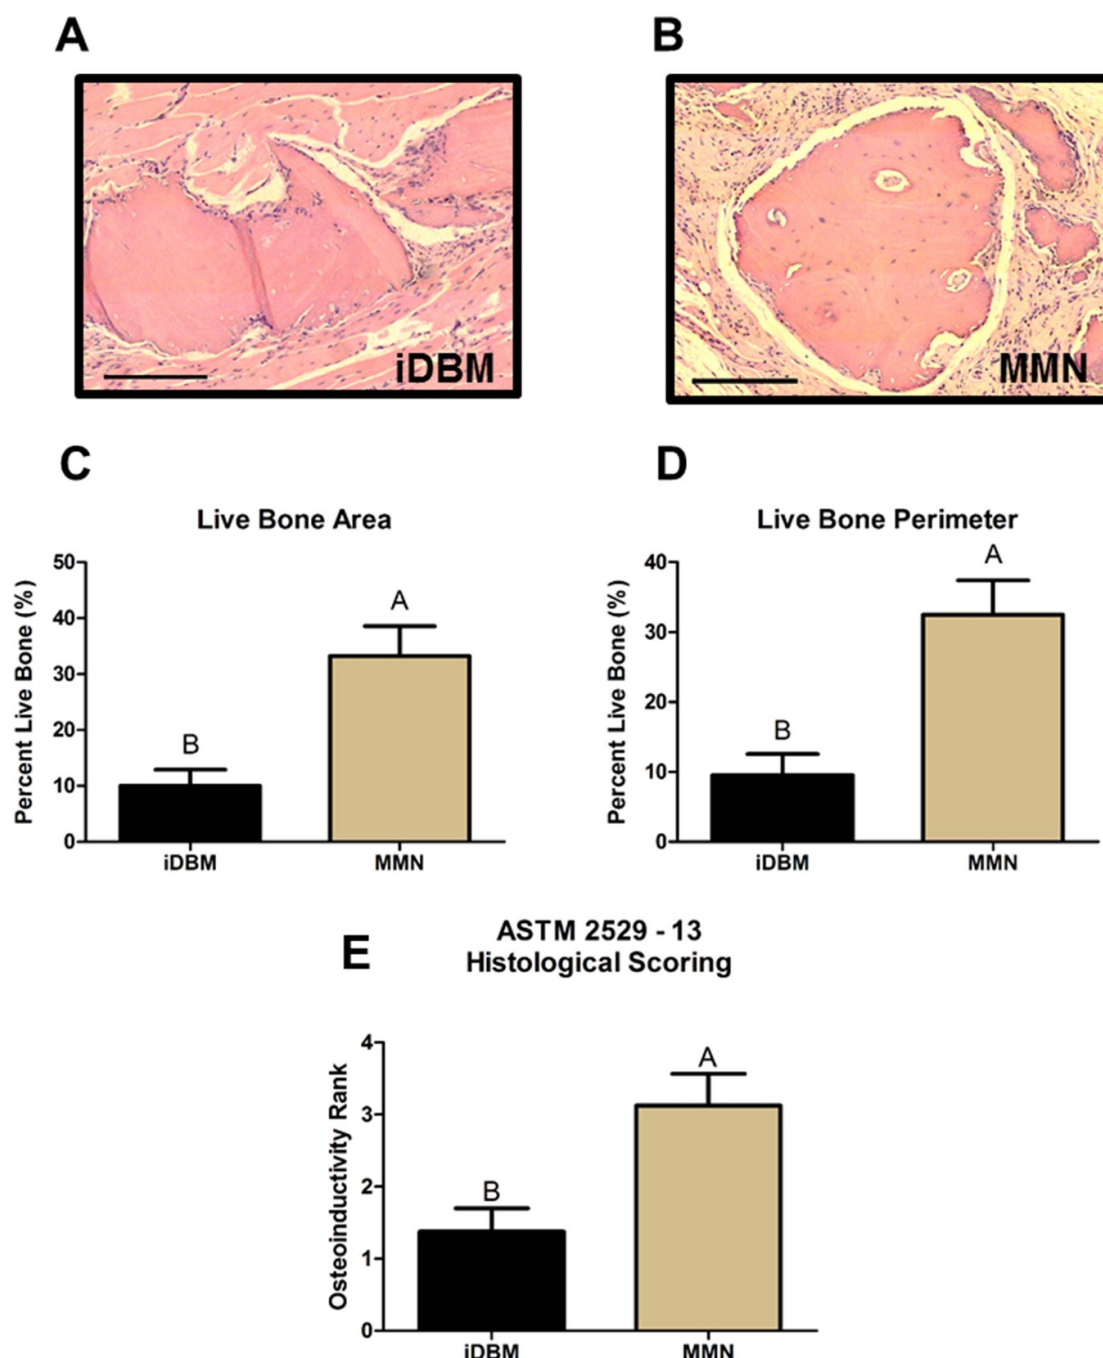 A
B
iDBM
MMN
C
D
Live Bone Area
Percent Live Bone (%)
50
40
30
20
10
0
B
A
iDBM
MMN
Live Bone Perimeter
Percent Live Bone (%)
40
30
20
10
0
B
A
iDBM
MMN
E
ASTM 2529 - 13
Histological Scoring
Osteoinductivity Rank
4
3
2
1
0
B
A
iDBM
MMN